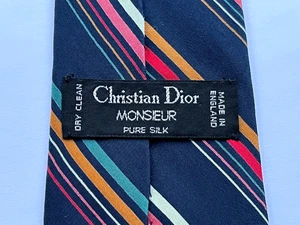 DRY CLEAN
Christian Dior
MONSIEUR
PURE SILK
MADE IN
ENGLAND